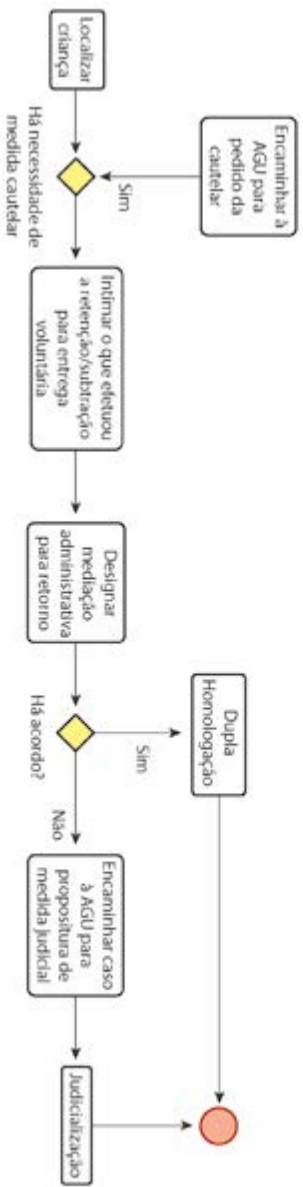 Localizar
criança
Encaminhar à
AGU para
pedido da
cautelar
Sim
Há necessidade de
medida cautelar
Intimar o que efetuou
a retenção/subtração
para entrega
voluntária
Designar
mediação
administrativa
para retorno
Há acordo?
Sim
Dupla
Homologação
Não
Encaminhar caso
à AGU para
propositura de
medida judicial
Judicialização